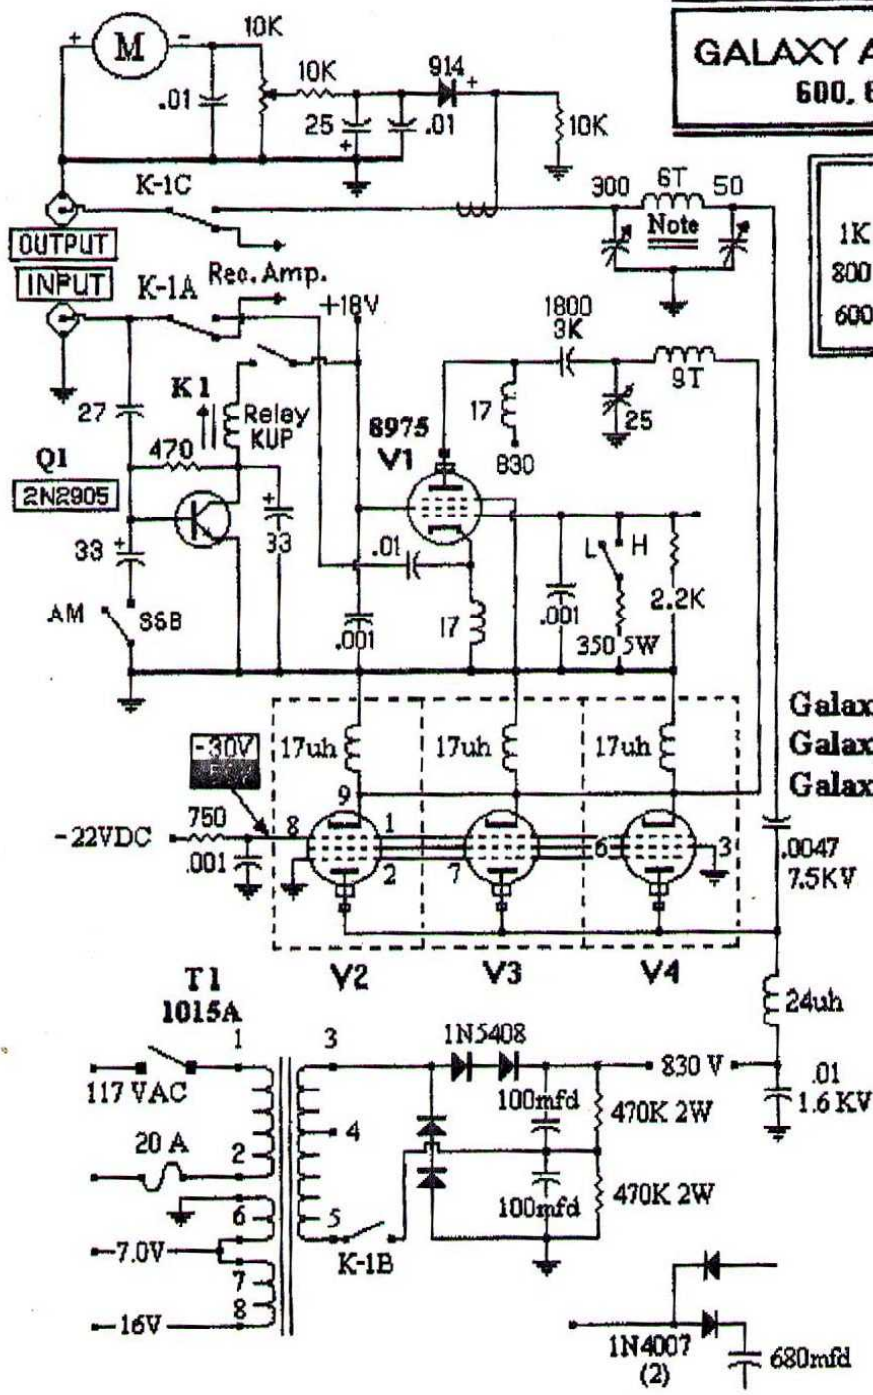 GALAXY A
600, 
M
+
-
10K
10K
914
+
.01
25
+
.01
10K
K-1C
300
6T
50
Note
OUTPUT
INPUT
K-1A
Rec. Amp.
+18V
1K
800
600
1800
3K
9T
K1
Relay
KUP
27
8975
V1
17
830
25
Q1
470
2N2905
+
33
+
33
.01
L
H
2.2K
AM
SSB
.001
17
.001
350 5W
-30V
17uh
17uh
17uh
Galax
Galax
Galax
9
750
8
1
-22VDC
6
3
.001
2
7
.0047
7.5KV
V2
V3
V4
T1
1015A
24uh
1
3
1N5408
117 VAC
100mfd
830 V
.01
1.6 KV
4
470K 2W
20 A
2
6
5
100mfd
470K 2W
7.0V
K-1B
7
8
16V
1N4007
(2)
680mfd